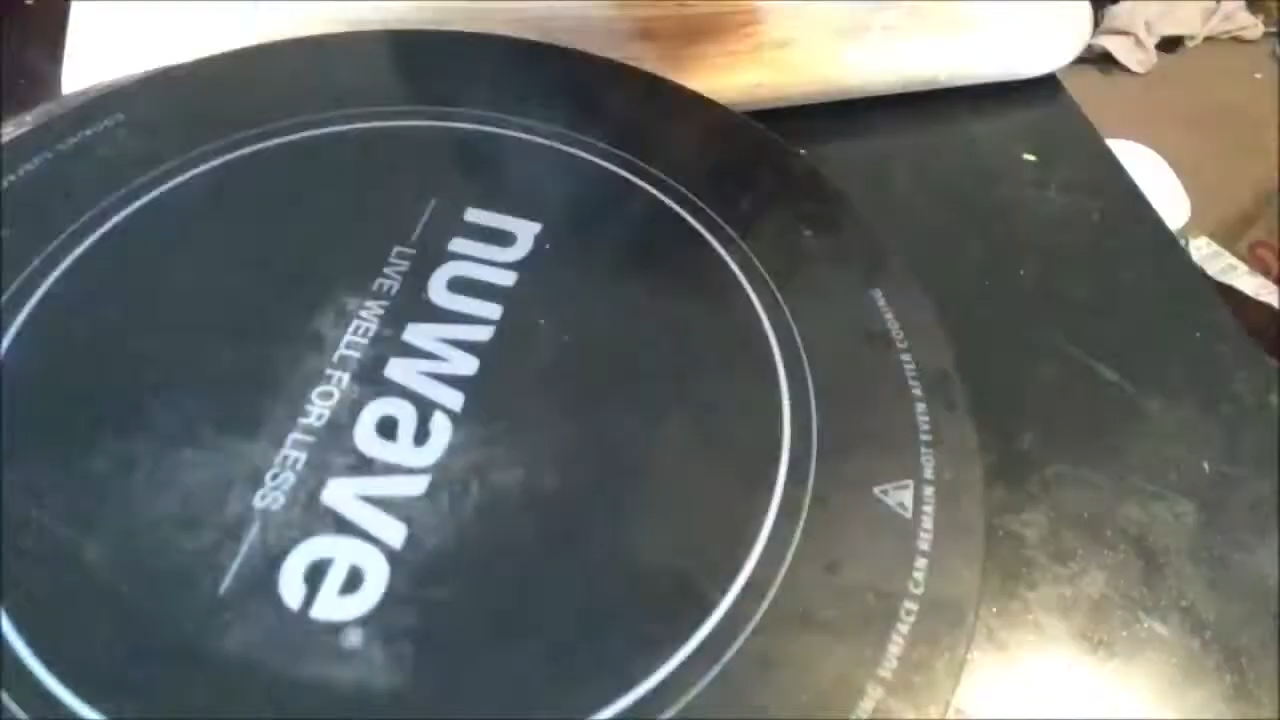 nuwave
LIVE WELL FOR LESS
SURFACE CAN REMAIN HOT EVEN AFTER COOKING